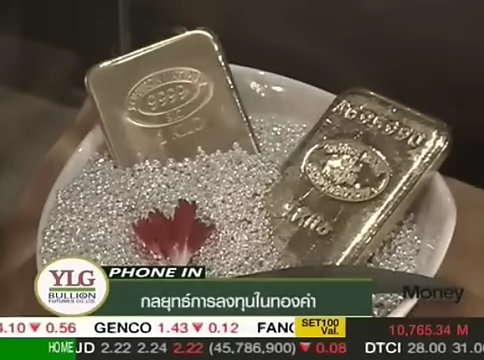 9999
1 KILO
YLG
BULLION
FUTURES CO.,LTD.
PHONE IN
กลยุทธ์การลงทุนในทองคำ
Money
4.10 ▼ 0.56 GENCO 1.43 ▼ 0.12 FANC SET100 Val. 10,765.34 M
HOME JD 2.22 2.24 2.22 (45,786,900) ▼ 0.08 DTCI 28.00 31.0